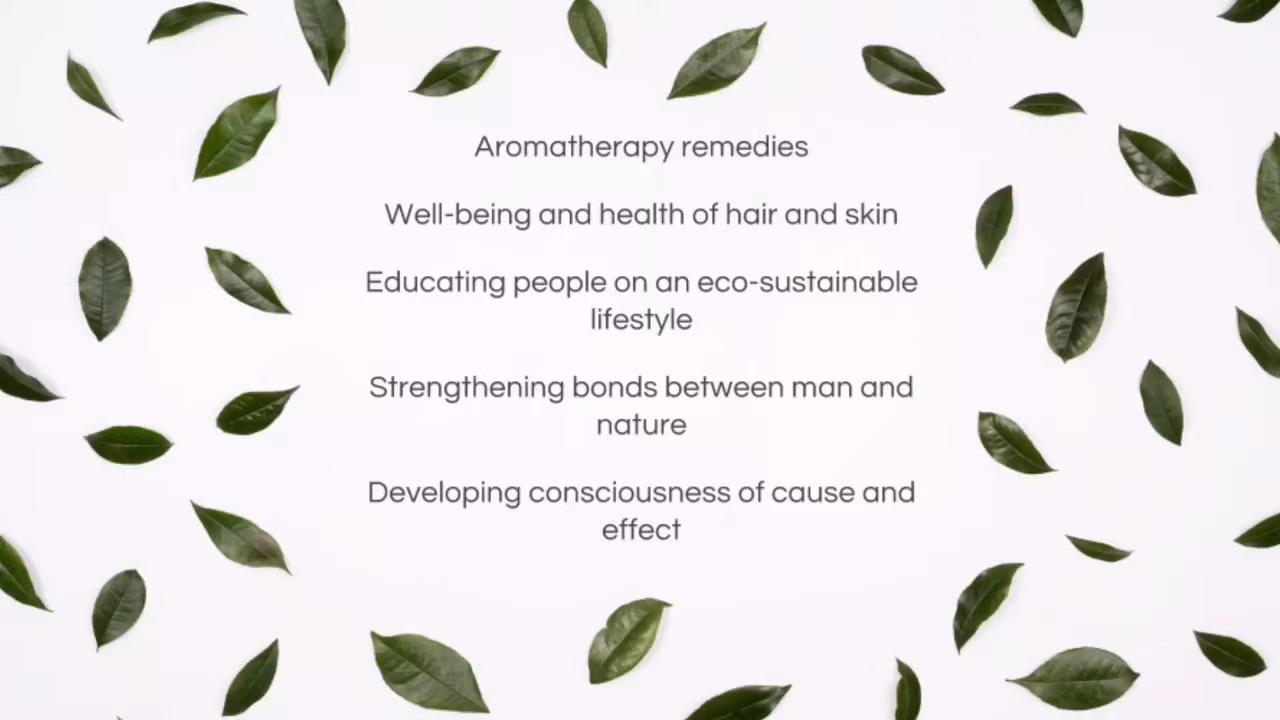 Aromatherapy remedies
Well-being and health of hair and skin
Educating people on an eco-sustainable
lifestyle
Strengthening bonds between man and
nature
Developing consciousness of cause and
effect